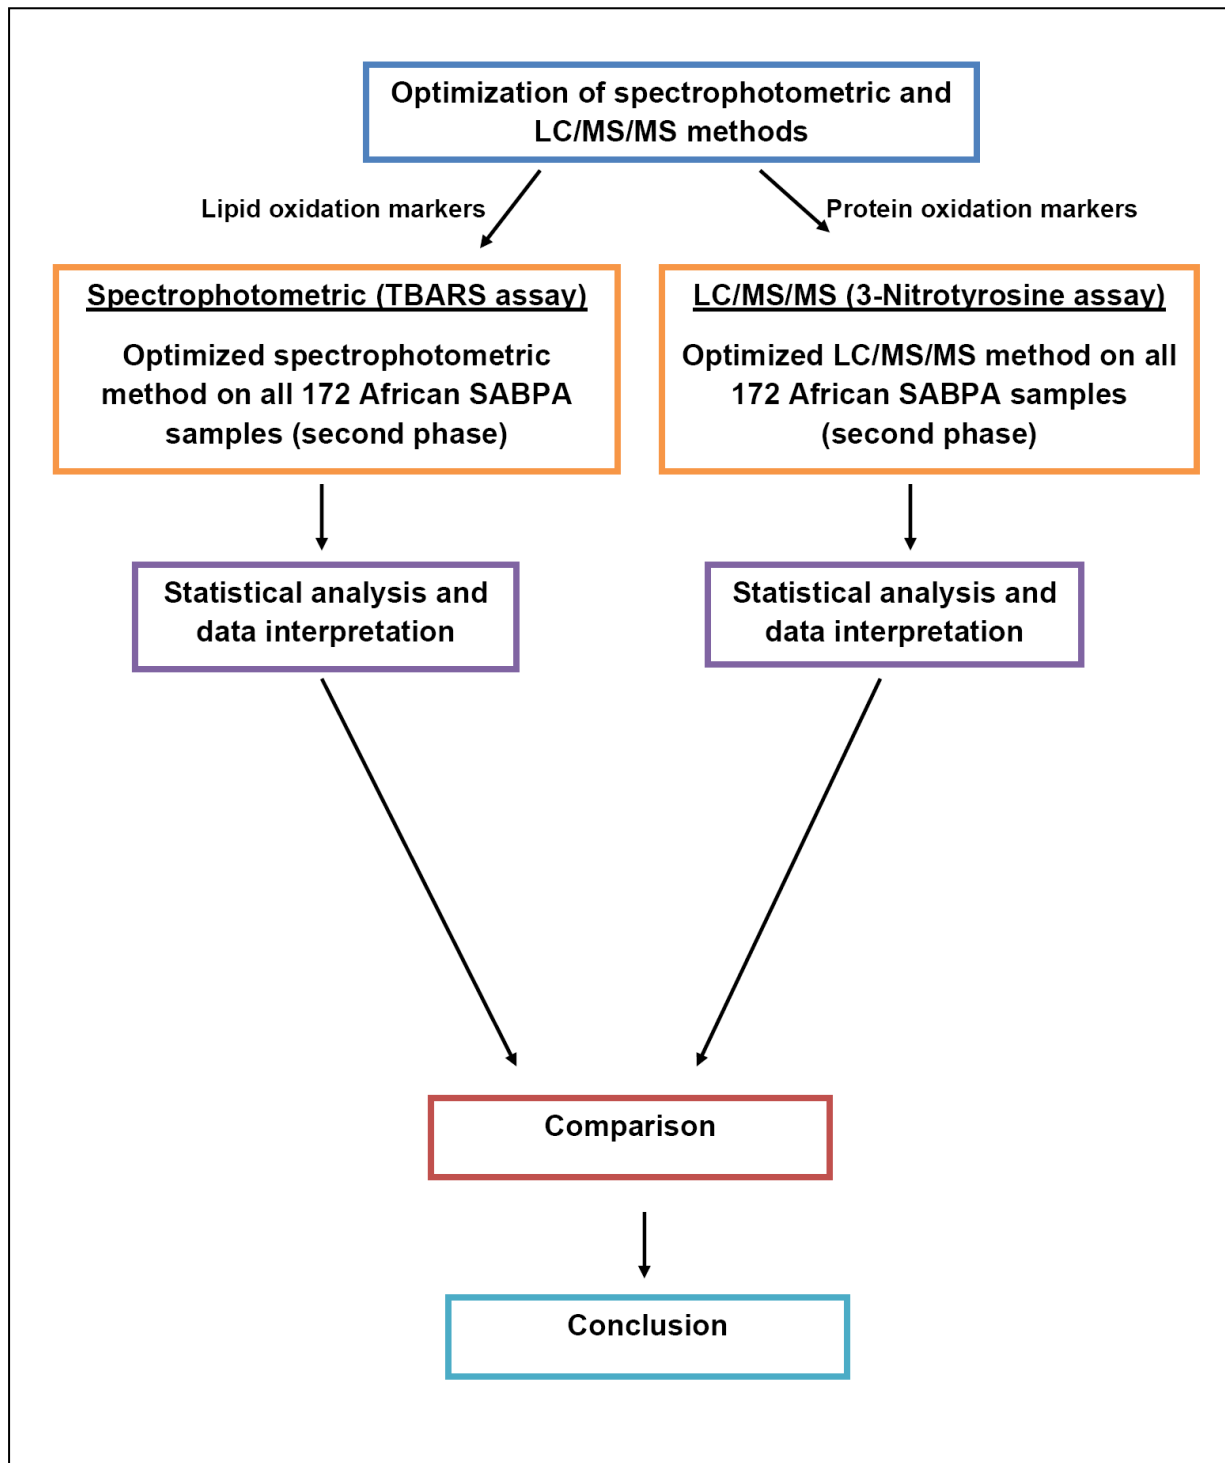 Optimization of spectrophotometric and
LC/MS/MS methods
Lipid oxidation markers
Protein oxidation markers
Spectrophotometric (TBARS assay)
Optimized spectrophotometric
method on all 172 African SABPA
samples (second phase)
LC/MS/MS (3-Nitrotyrosine assay)
Optimized LC/MS/MS method on all
172 African SABPA samples
(second phase)
Statistical analysis and
data interpretation
Statistical analysis and
data interpretation
Comparison
Conclusion